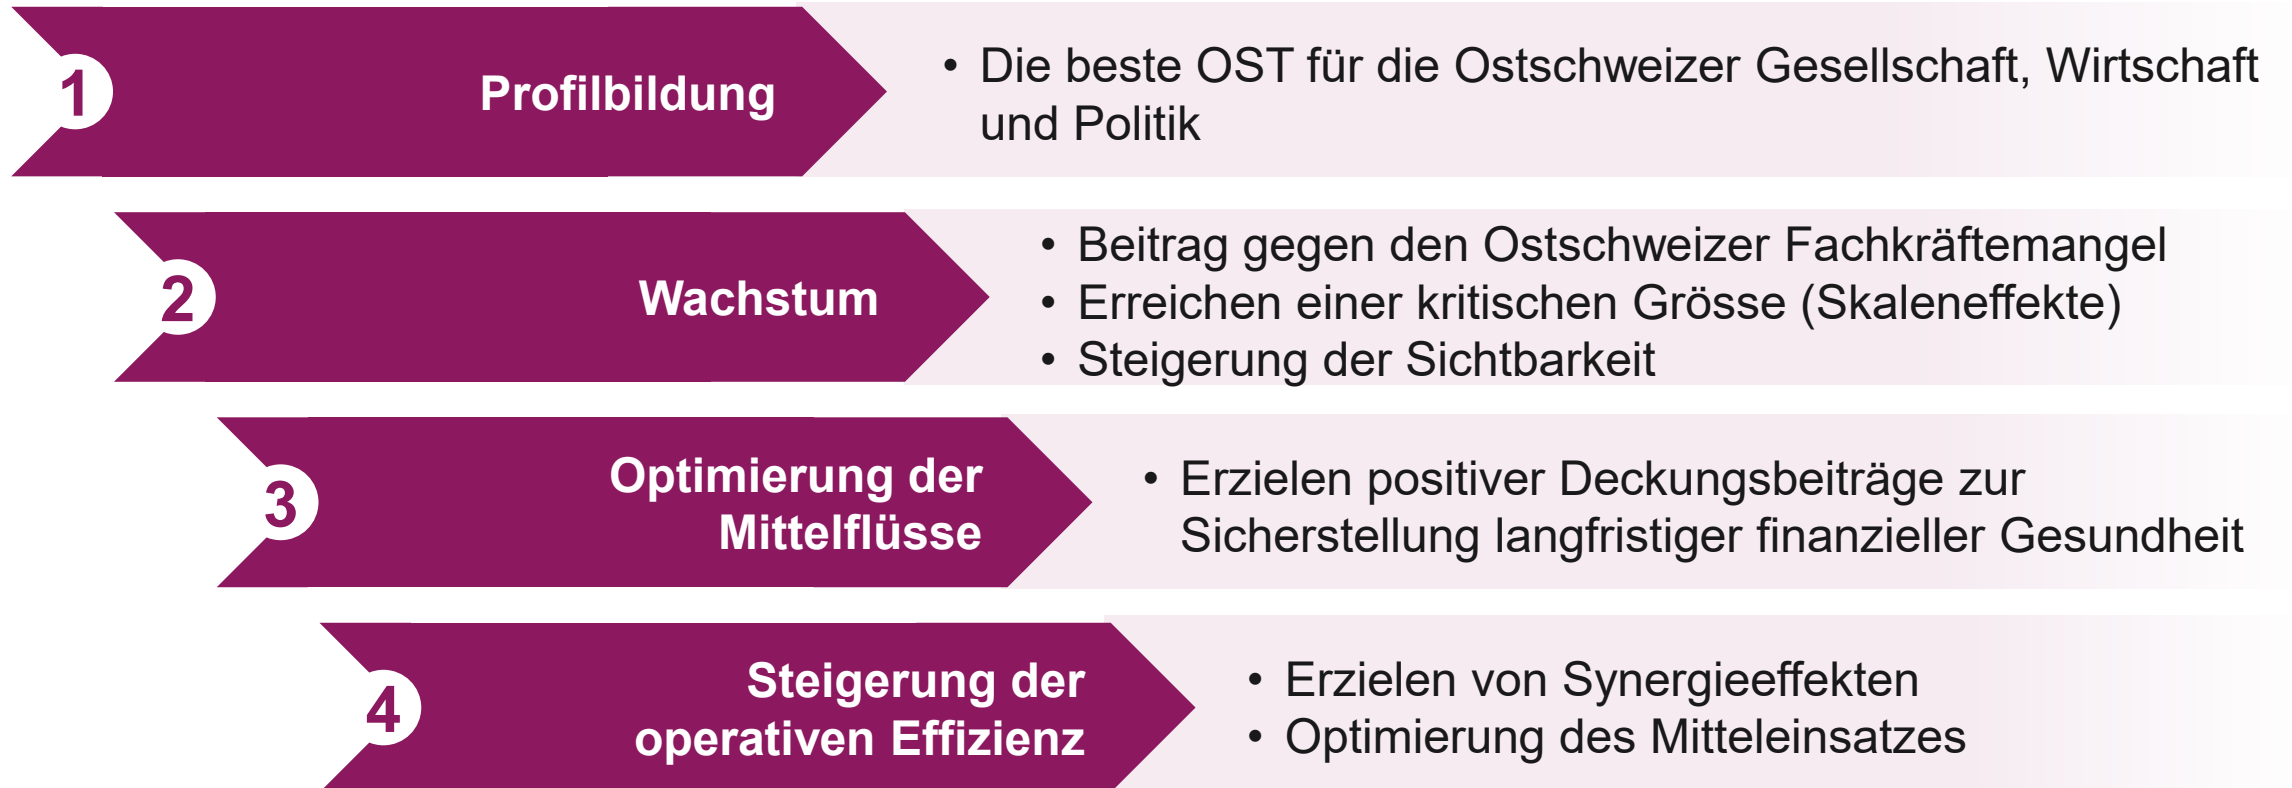 1
Profilbildung
• Die beste OST für die Ostschweizer Gesellschaft, Wirtschaft
und Politik
2
Wachstum
• Beitrag gegen den Ostschweizer Fachkräftemangel
• Erreichen einer kritischen Grösse (Skaleneffekte)
• Steigerung der Sichtbarkeit
3
Optimierung der
Mittelflüsse
• Erzielen positiver Deckungsbeiträge zur
Sicherstellung langfristiger finanzieller Gesundheit
4
Steigerung der
operativen Effizienz
• Erzielen von Synergieeffekten
• Optimierung des Mitteleinsatzes